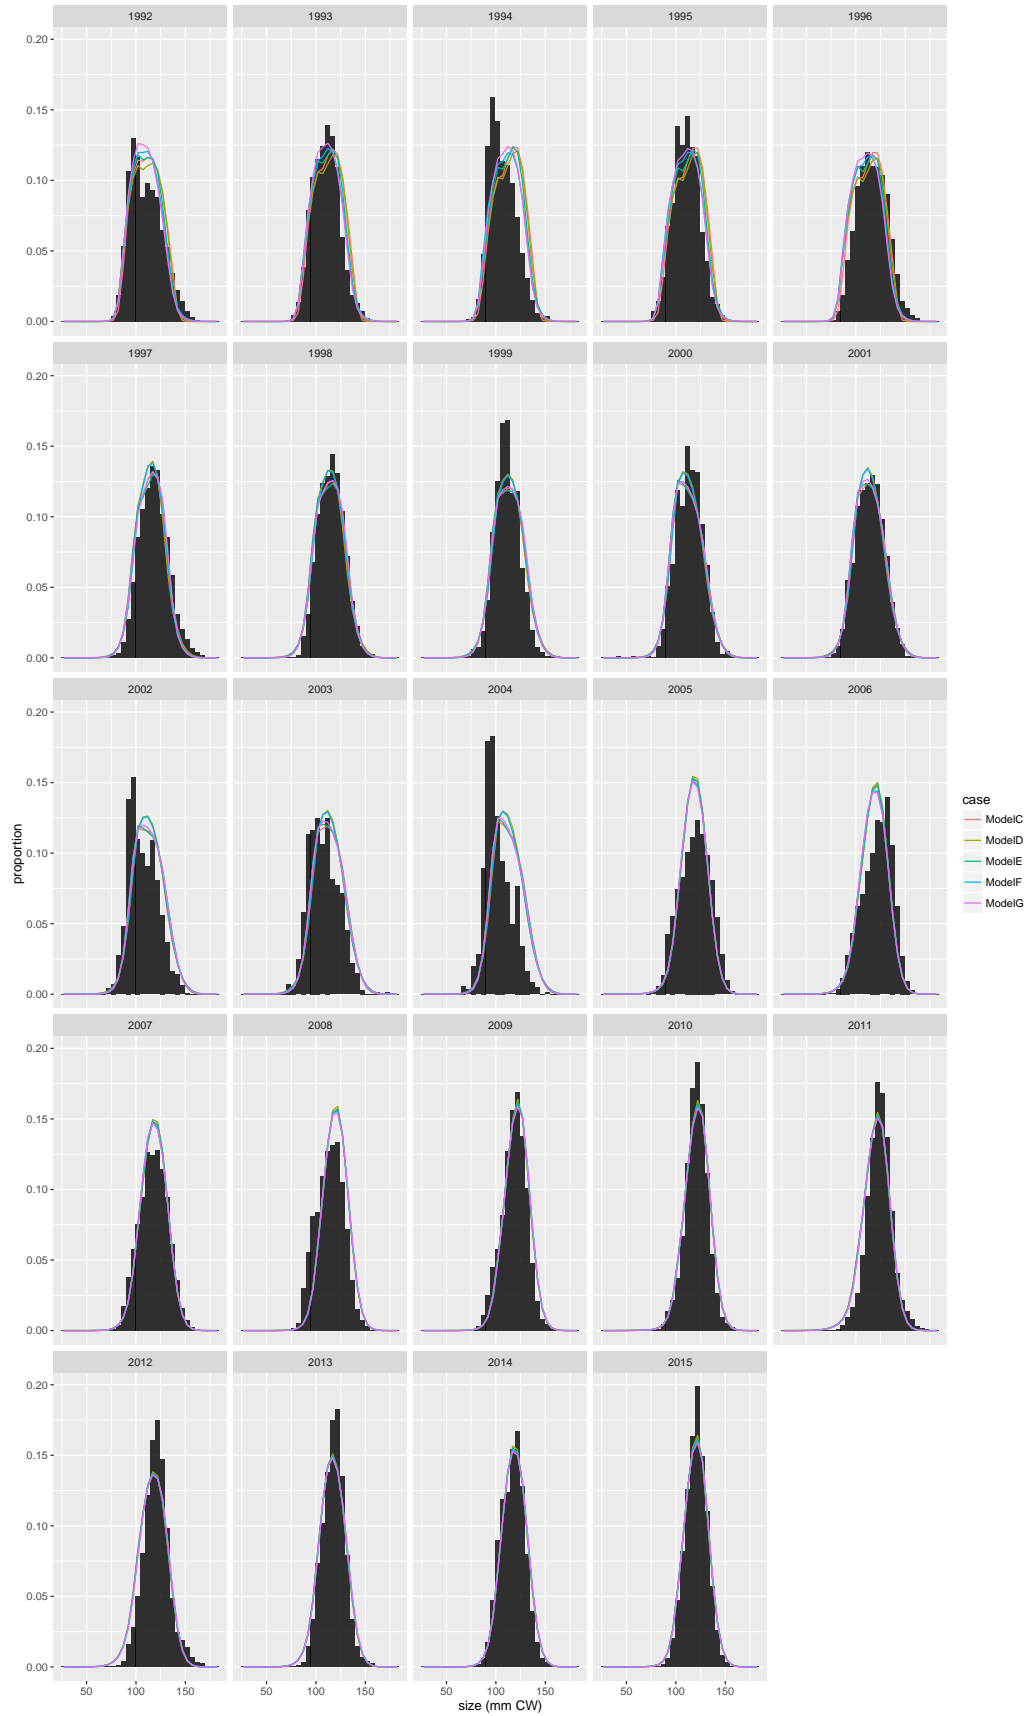 1992 1993 1994 1995 1996
0.20
0.15
0.10
0.05
0.00
1997 1998 1999 2000 2001
0.20
0.15
0.10
0.05
0.00
2002 2003 2004 2005 2006
0.20
0.15
0.10
0.05
0.00
proportion
case
ModelC
ModelD
ModelE
ModelF
ModelG
2007 2008 2009 2010 2011
0.20
0.15
0.10
0.05
0.00
2012 2013 2014 2015
0.20
0.15
0.10
0.05
0.00
50 100 150 50 100 150 50 100 150 50 100 150
size (mm CW)